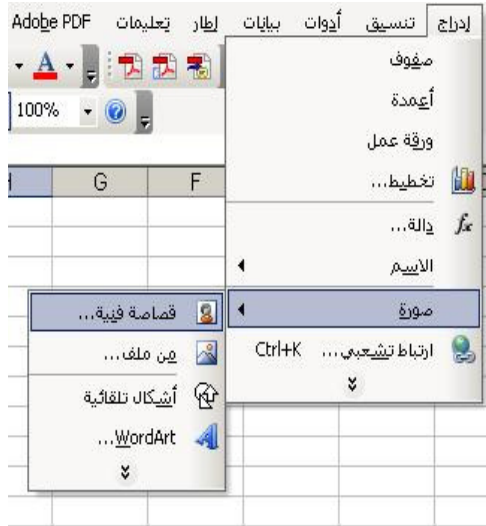 إدراج تنسيق أدوات بيانات إطار تعليمات Adobe PDF
100%
G F
صفوف
أعمدة
ورقة عمل
تخطيط...
دالة...
الاسم
صورة
ارتباط تشعبي... Ctrl+K
قصاصة فنية...
من ملف...
أشكال تلقائية
WordArt...